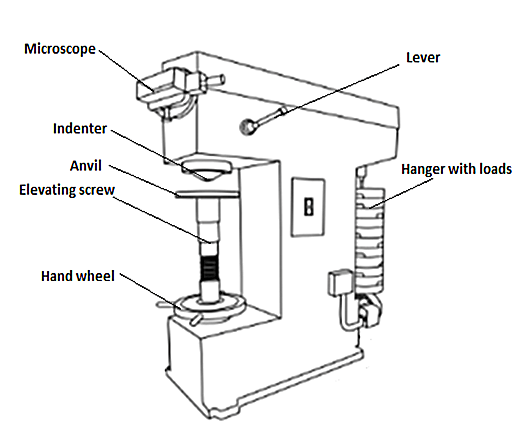 Microscope
Lever
Indenter
Anvil
Hanger with loads
Elevating screw
Hand wheel